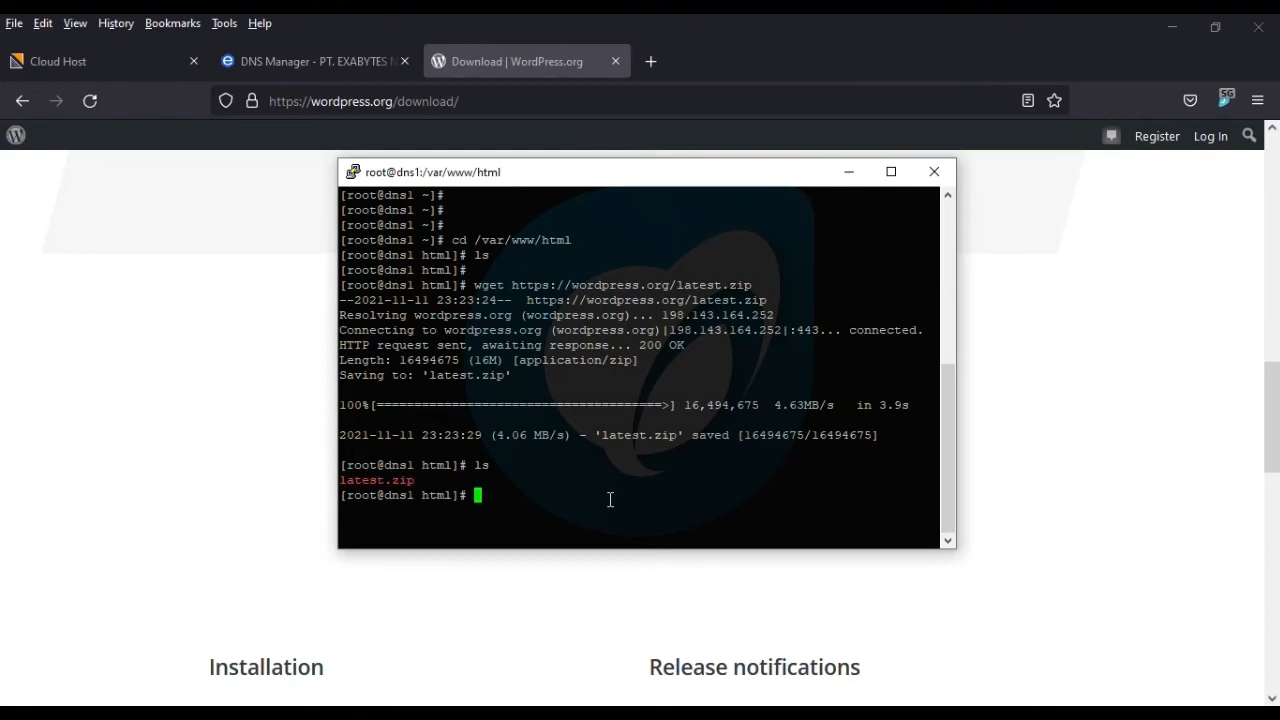 File Edit View History Bookmarks Tools Help
Cloud Host
DNS Manager - PT. EXABYTES N
Download | WordPress.org
https://wordpress.org/download/
SG
Register Log In
root@dns1:/var/www/html
[root@dns1 ~]#
[root@dns1 ~]#
[root@dns1 ~]#
[root@dns1 ~]# cd /var/www/html
[root@dns1 html]# ls
[root@dns1 html]#
[root@dns1 html]# wget https://wordpress.org/latest.zip
--2021-11-11 23:23:24-- https://wordpress.org/latest.zip
Resolving wordpress.org (wordpress.org)... 198.143.164.252
Connecting to wordpress.org (wordpress.org)|198.143.164.252|:443... connected.
HTTP request sent, awaiting response... 200 OK
Length: 16494675 (16M) [application/zip]
Saving to: 'latest.zip'
100%[======================================>] 16,494,675 4.63MB/s in 3.9s
2021-11-11 23:23:29 (4.06 MB/s) - 'latest.zip' saved [16494675/16494675]
[root@dns1 html]# ls
latest.zip
[root@dns1 html]#
Installation
Release notifications